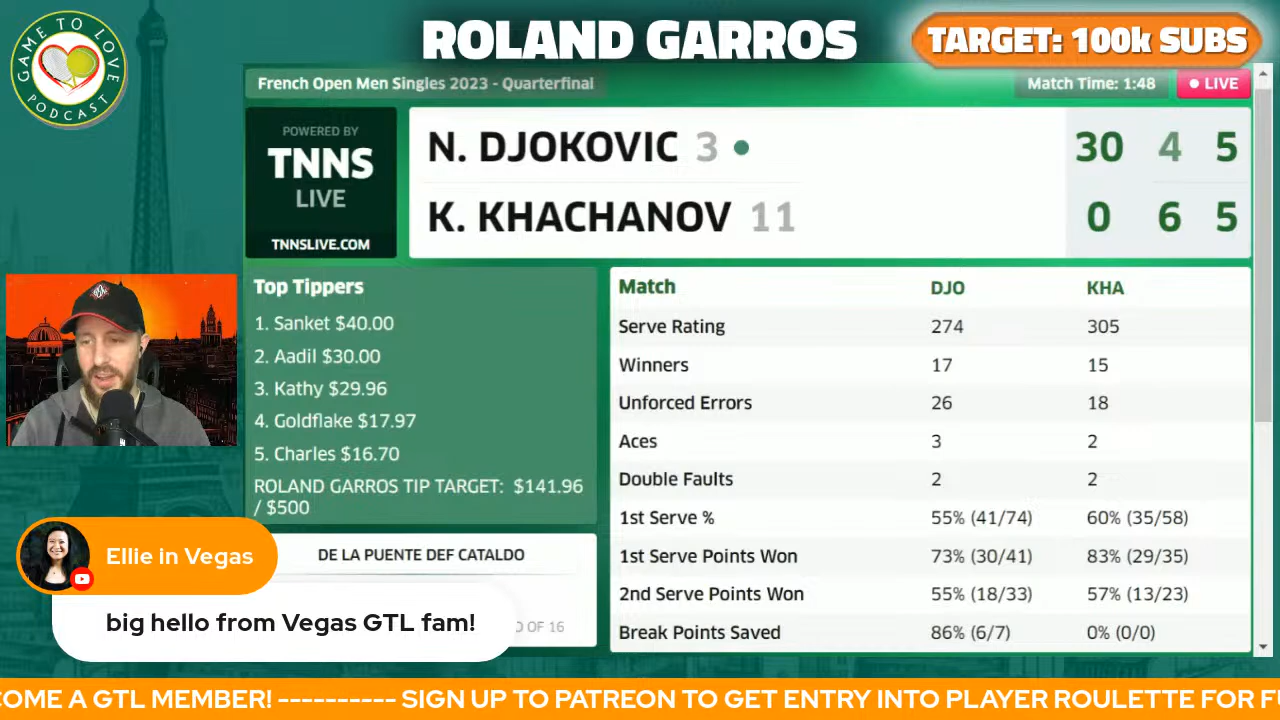 GAME TO LOVE
PODCAST
ROLAND GARROS
TARGET: 100k SUBS
French Open Men Singles 2023 - Quarterfinal
Match Time: 1:48
LIVE
POWERED BY
TNNS
LIVE
TNNSLIVE.COM
N. DJOKOVIC 3 30 4 5
K. KHACHANOV 11 0 6 5
Top Tippers
1. Sanket $40.00
2. Aadil $30.00
3. Kathy $29.96
4. Goldflake $17.97
5. Charles $16.70
ROLAND GARROS TIP TARGET: $141.96
/ $500
DE LA PUENTE DEF CATALDO
OF 16
Match DJO KHA
Serve Rating 274 305
Winners 17 15
Unforced Errors 26 18
Aces 3 2
Double Faults 2 2
1st Serve % 55% (41/74) 60% (35/58)
1st Serve Points Won 73% (30/41) 83% (29/35)
2nd Serve Points Won 55% (18/33) 57% (13/23)
Break Points Saved 86% (6/7) 0% (0/0)
Ellie in Vegas
big hello from Vegas GTL fam!
COME A GTL MEMBER! ---------- SIGN UP TO PATREON TO GET ENTRY INTO PLAYER ROULETTE FOR F